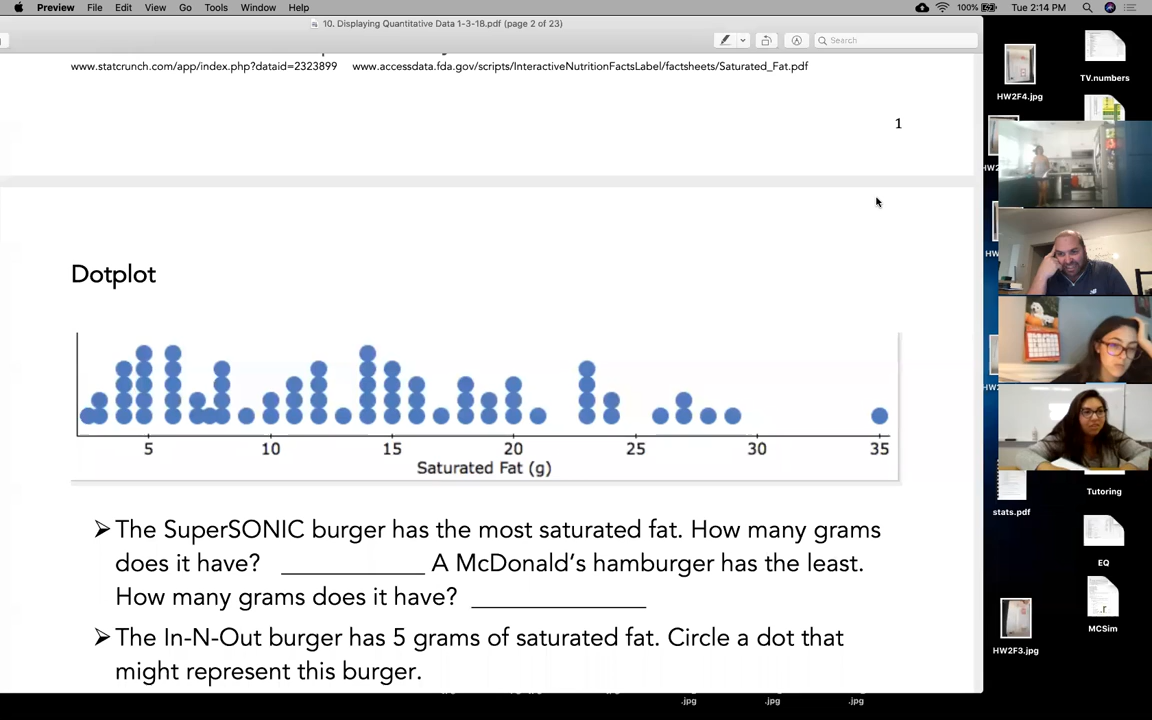 Preview File Edit View Go Tools Window Help 100% Tue 2:14 PM
10. Displaying Quantitative Data 1-3-18.pdf (page 2 of 23)
Search
www.statcrunch.com/app/index.php?dataid=2323899 www.accessdata.fda.gov/scripts/InteractiveNutritionFactsLabel/factsheets/Saturated_Fat.pdf
1
Dotplot
5 10 15 20 25 30 35
Saturated Fat (g)
➢ The SuperSONIC burger has the most saturated fat. How many grams
does it have? ____________ A McDonald's hamburger has the least.
How many grams does it have? _______________
➢ The In-N-Out burger has 5 grams of saturated fat. Circle a dot that
might represent this burger.
TV.numbers
HW2F4.jpg
Tutoring
stats.pdf
EQ
MCSim
HW2F3.jpg
.jpg .jpg .jpg